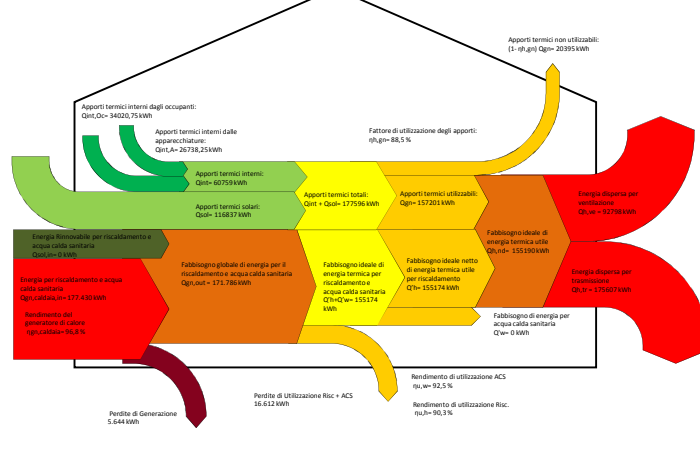 Apporti termici non utilizzabili:
(1- ηh,gn) Qgn= 20395 kWh
Apporti termici interni dagli occupanti:
Qint,Oc= 34020,75 kWh
Apporti termici interni dalle
apparecchiature:
Qint,A= 26738,25 kWh
Fattore di utilizzazione degli apporti:
ηh,gn= 88,5 %
Apporti termici interni:
Qint= 60759 kWh
Apporti termici solari:
Qsol= 116837 kWh
Apporti termici totali:
Qint + Qsol= 177596 kWh
Apporti termici utilizzabili:
Qgn= 157201 kWh
Energia dispersa per
ventilazione
Qh,ve = 53798 kWh
Energia Rinnovabile per riscaldamento e
acqua calda sanitaria
Qsol,in= 0 kWh
Fabbisogno ideale di
energia termica utile
Qh,nd= 155190 kWh
Fabbisogno globale di energia per il
riscaldamento e acqua calda sanitaria
Qgn,out = 171.786 kWh
Fabbisogno ideale di
energia termica per
riscaldamento e
acqua calda sanitaria
Q'h+Q'w= 155174
kWh
Fabbisogno ideale netto
di energia termica utile
per riscaldamento
Q'h= 155174 kWh
Energia dispersa per
trasmissione
Qh,tr = 175607 kWh
Energia per riscaldamento e acqua
calda sanitaria
Qgn,caldaia,in= 177.430 kWh
Rendimento del
generatore di calore
ηgn,caldaia= 96,8 %
Fabbisogno di energia per
acqua calda sanitaria
Q'w= 0 kWh
Rendimento di utilizzazione ACS
ηu,w= 92,5 %
Perdite di Utilizzazione Risc + ACS
16.612 kWh
Rendimento di utilizzazione Risc.
ηu,h= 90,3 %
Perdite di Generazione
5.644 kWh